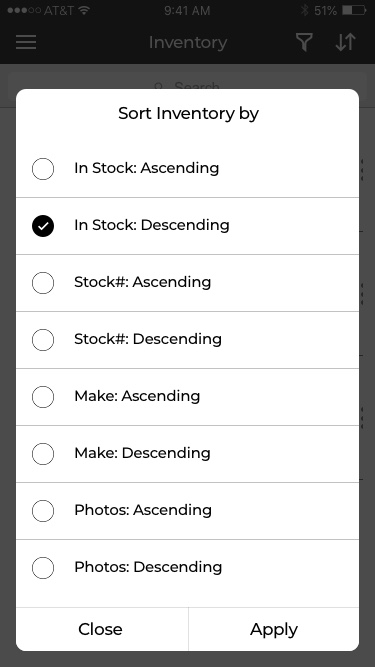 AT&T 9:41 AM 51%
Inventory
Search
Sort Inventory by
In Stock: Ascending
In Stock: Descending
Stock#: Ascending
Stock#: Descending
Make: Ascending
Make: Descending
Photos: Ascending
Photos: Descending
Close Apply